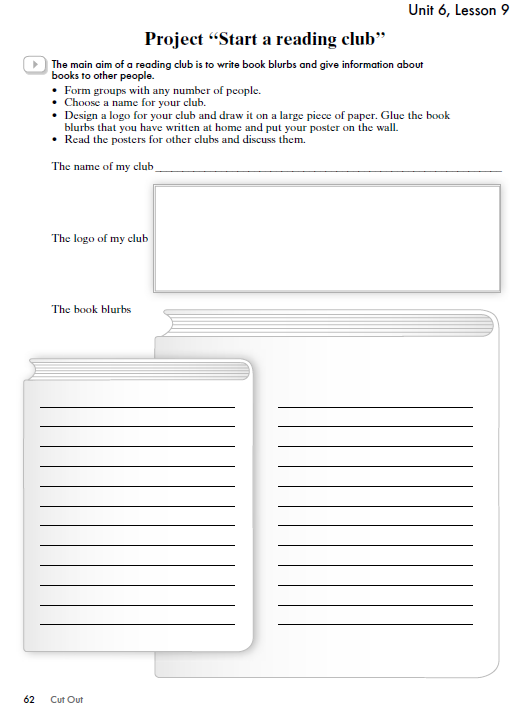 Unit 6, Lesson 9
Project “Start a reading club”
The main aim of a reading club is to write book blurbs and give information about
books to other people.
• Form groups with any number of people.
• Choose a name for your club.
• Design a logo for your club and draw it on a large piece of paper. Glue the book
blurbs that you have written at home and put your poster on the wall.
• Read the posters for other clubs and discuss them.
The name of my club
The logo of my club
The book blurbs
62 Cut Out